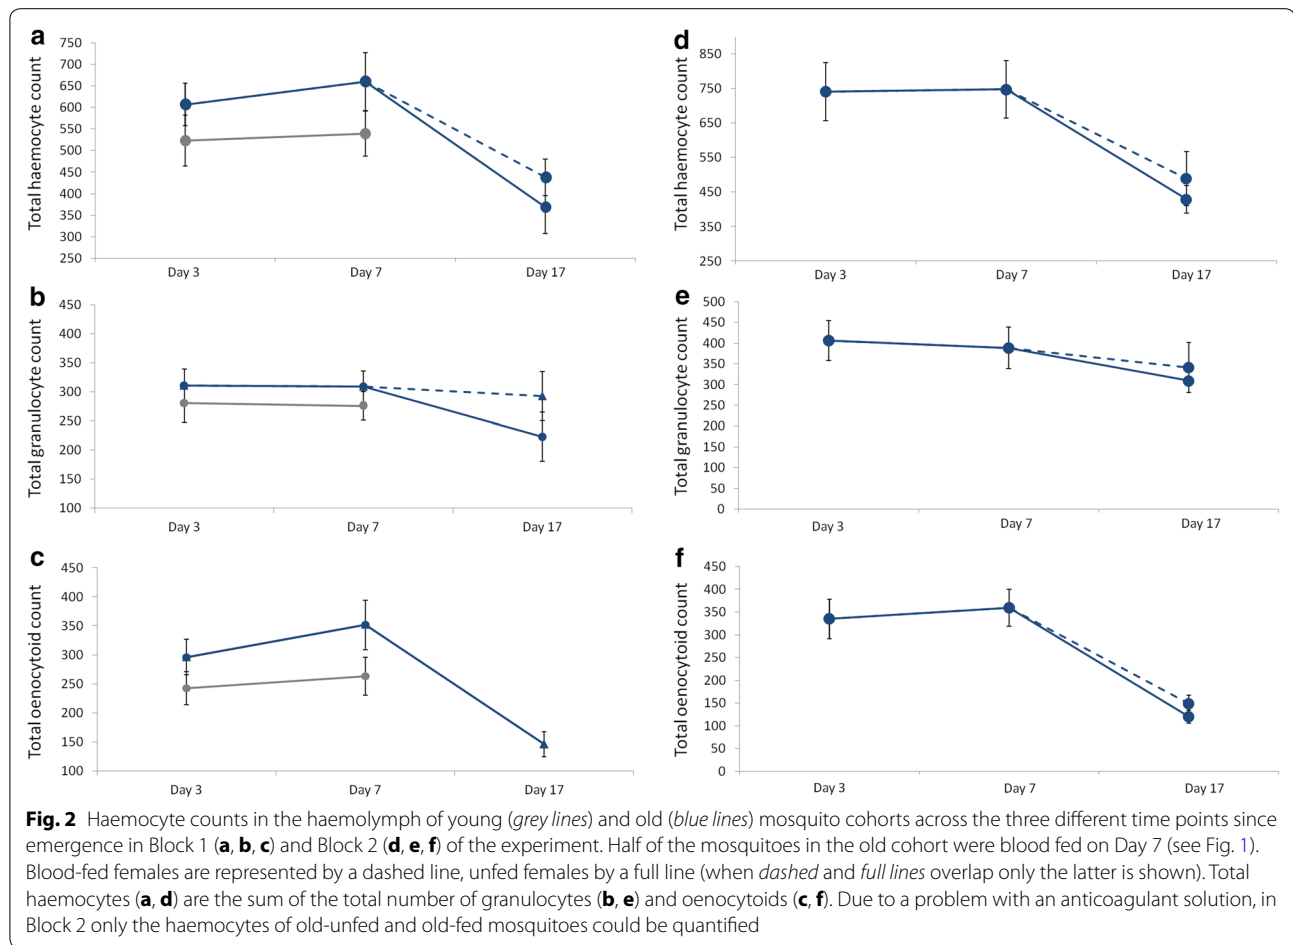 a
Total haemocyte count
750
700
650
600
550
500
450
400
350
300
250
Day 3
Day 7
Day 17
d
Total haemocyte count
850
750
650
550
450
350
250
Day 3
Day 7
Day 17
b
Total granulocyte count
450
400
350
300
250
200
150
100
Day 3
Day 7
Day 17
e
Total granulocyte count
500
450
400
350
300
250
200
150
100
50
0
Day 3
Day 7
Day 17
c
Total oenocytoid count
450
400
350
300
250
200
150
100
Day 3
Day 7
Day 17
f
Total oenocytoid count
450
400
350
300
250
200
150
100
50
0
Day 3
Day 7
Day 17
Fig. 2 Haemocyte counts in the haemolymph of young (grey lines) and old (blue lines) mosquito cohorts across the three different time points since
emergence in Block 1 (a, b, c) and Block 2 (d, e, f) of the experiment. Half of the mosquitoes in the old cohort were blood fed on Day 7 (see Fig. 1).
Blood-fed females are represented by a dashed line, unfed females by a full line (when dashed and full lines overlap only the latter is shown). Total
haemocytes (a, d) are the sum of the total number of granulocytes (b, e) and oenocytoids (c, f). Due to a problem with an anticoagulant solution, in
Block 2 only the haemocytes of old-unfed and old-fed mosquitoes could be quantified